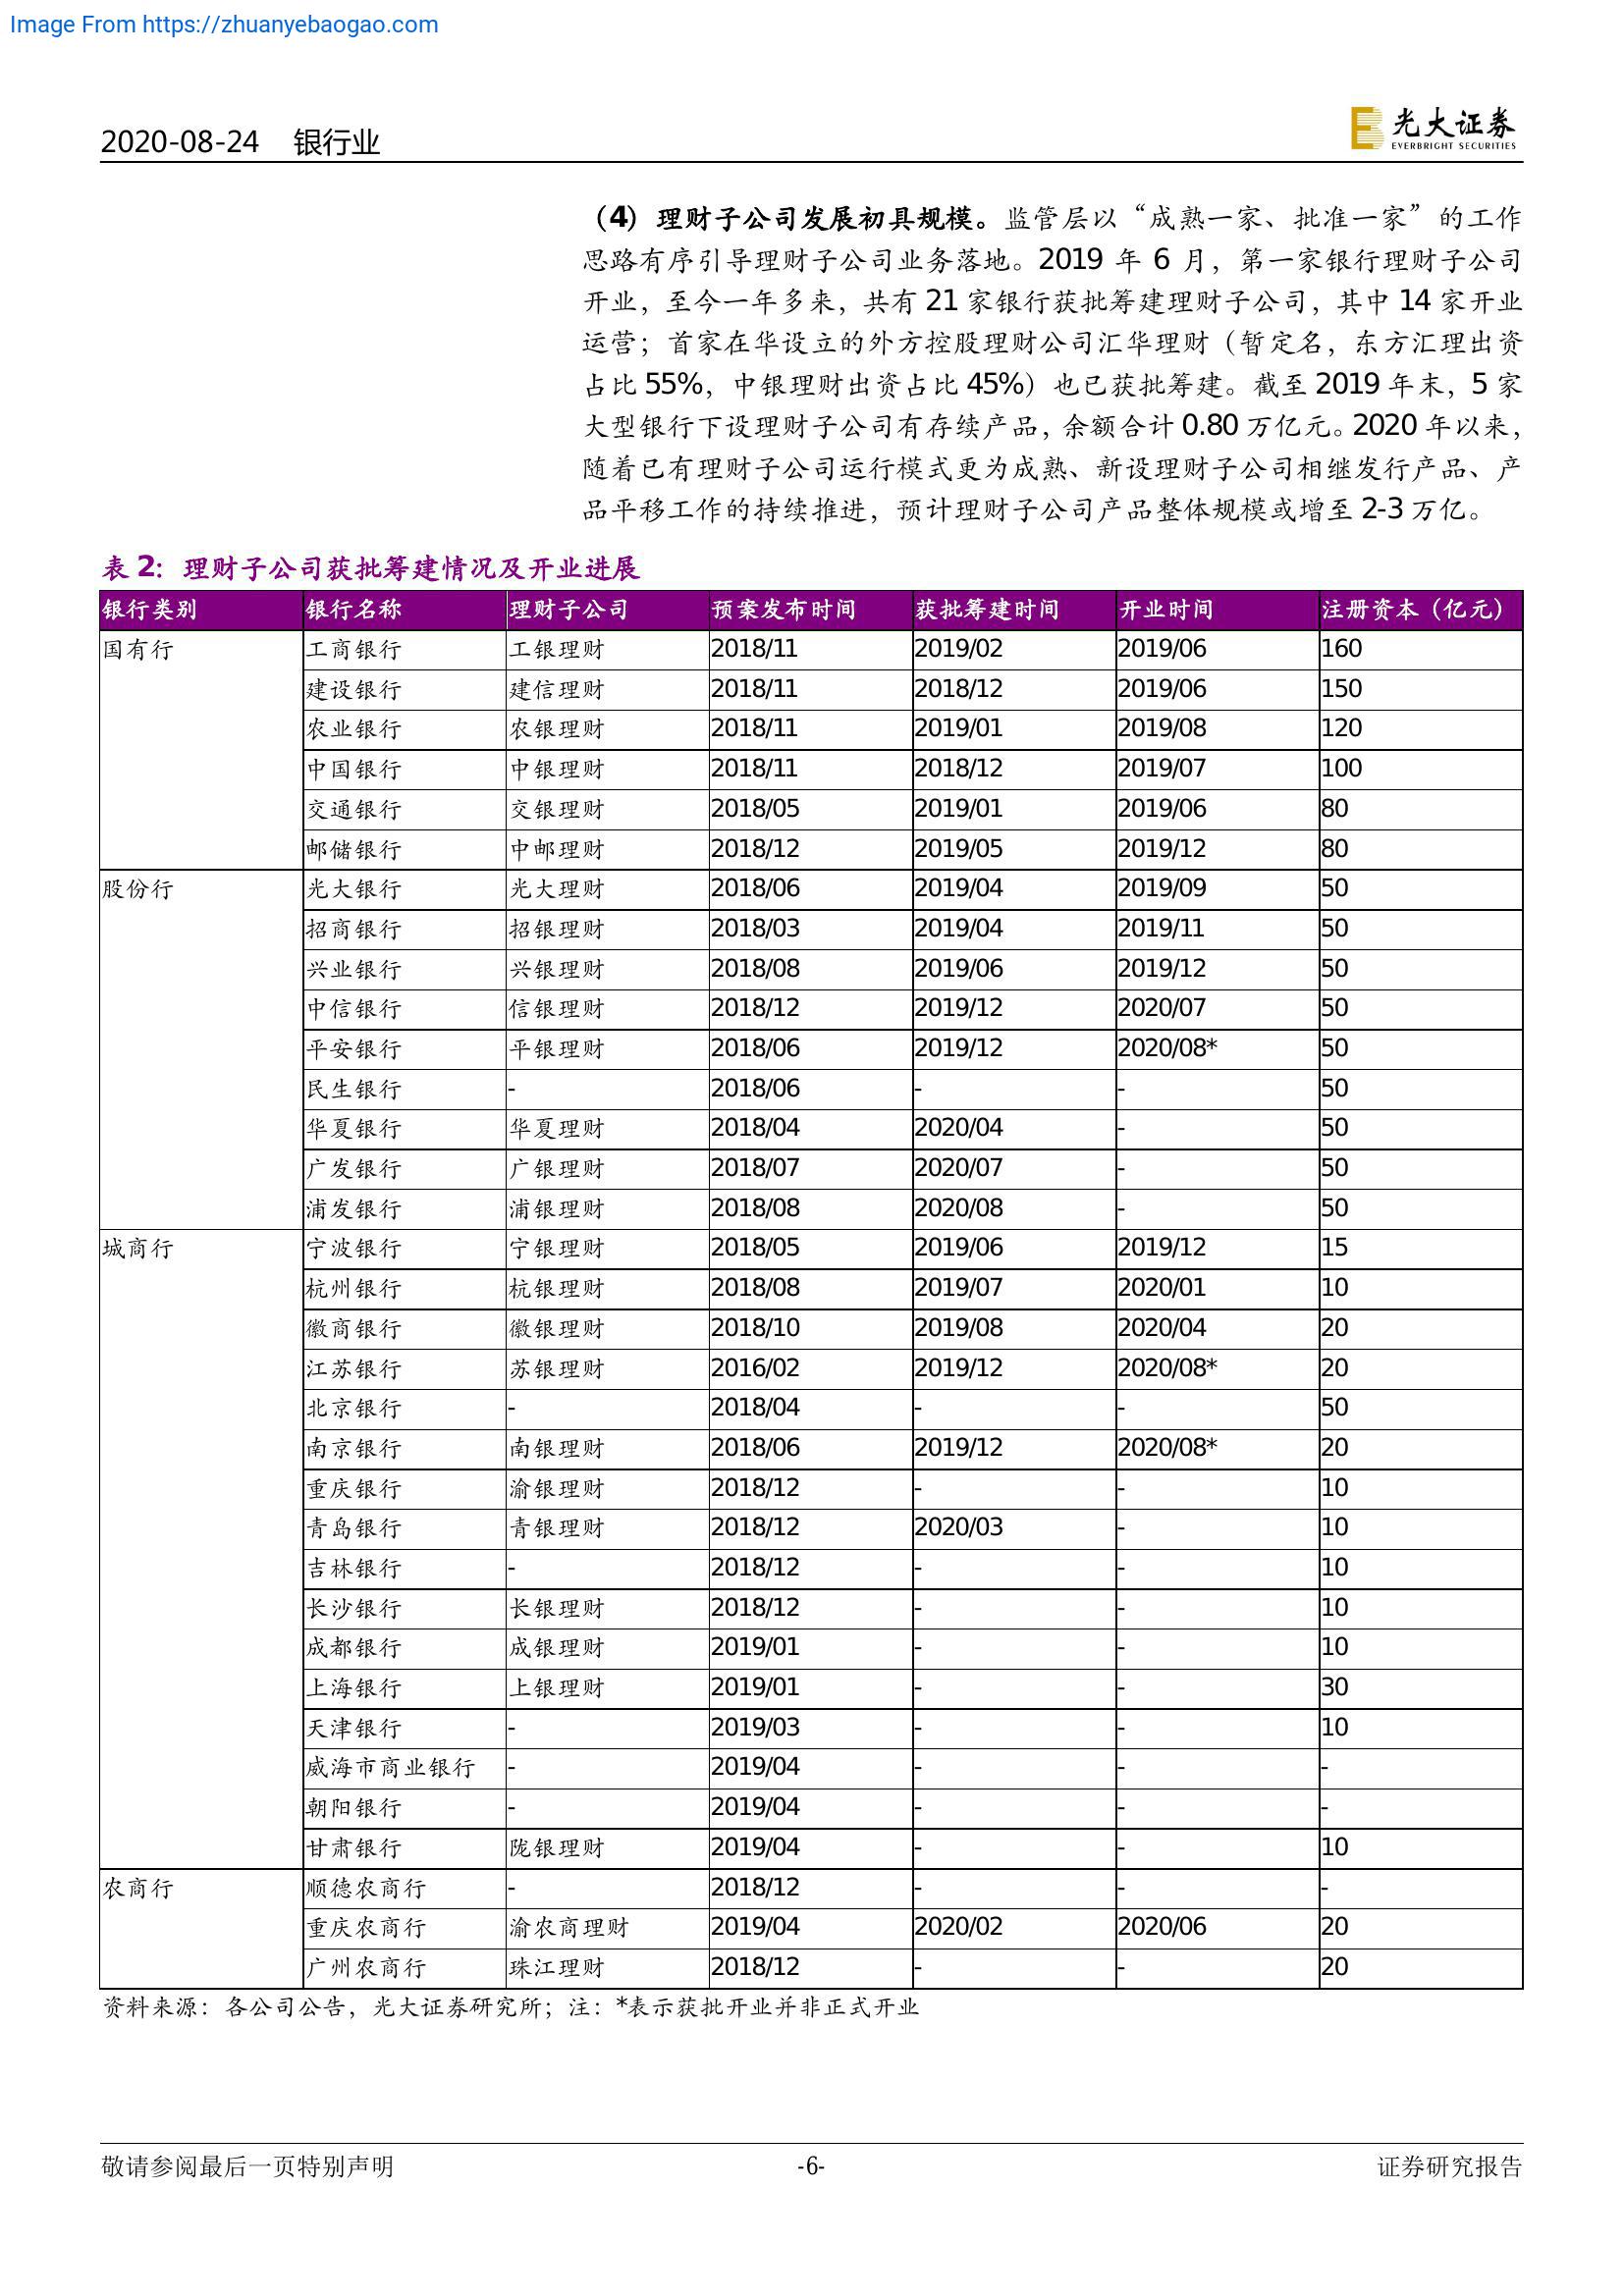 Image From https://zhuanyebaogao.com
2020-08-24 银行业
光大证券
EVERBRIGHT SECURITIES
（4）理财子公司发展初具规模。监管层以“成熟一家、批准一家”的工作
思路有序引导理财子公司业务落地。2019 年 6 月，第一家银行理财子公司
开业，至今一年多来，共有 21 家银行获批筹建理财子公司，其中 14 家开业
运营；首家在华设立的外方控股理财公司汇华理财（暂定名，东方汇理出资
占比 55%，中银理财出资占比 45%）也已获批筹建。截至 2019 年末，5 家
大型银行下设理财子公司有存续产品，余额合计 0.80 万亿元。2020 年以来，
随着已有理财子公司运行模式更为成熟、新设理财子公司相继发行产品、产
品平移工作的持续推进，预计理财子公司产品整体规模或增至 2-3 万亿。
表 2：理财子公司获批筹建情况及开业进展
银行类别 银行名称 理财子公司 预案发布时间 获批筹建时间 开业时间 注册资本（亿元）
国有行 工商银行 工银理财 2018/11 2019/02 2019/06 160
建设银行 建信理财 2018/11 2018/12 2019/06 150
农业银行 农银理财 2018/11 2019/01 2019/08 120
中国银行 中银理财 2018/11 2018/12 2019/07 100
交通银行 交银理财 2018/05 2019/01 2019/06 80
邮储银行 中邮理财 2018/12 2019/05 2019/12 80
股份行 光大银行 光大理财 2018/06 2019/04 2019/09 50
招商银行 招银理财 2018/03 2019/04 2019/11 50
兴业银行 兴银理财 2018/08 2019/06 2019/12 50
中信银行 信银理财 2018/12 2019/12 2020/07 50
平安银行 平银理财 2018/06 2019/12 2020/08* 50
民生银行 - 2018/06 - - 50
华夏银行 华夏理财 2018/04 2020/04 - 50
广发银行 广银理财 2018/07 2020/07 - 50
浦发银行 浦银理财 2018/08 2020/08 - 50
城商行 宁波银行 宁银理财 2018/05 2019/06 2019/12 15
杭州银行 杭银理财 2018/08 2019/07 2020/01 10
徽商银行 徽银理财 2018/10 2019/08 2020/04 20
江苏银行 苏银理财 2016/02 2019/12 2020/08* 20
北京银行 - 2018/04 - - 50
南京银行 南银理财 2018/06 2019/12 2020/08* 20
重庆银行 渝银理财 2018/12 - - 10
青岛银行 青银理财 2018/12 2020/03 - 10
吉林银行 - 2018/12 - - 10
长沙银行 长银理财 2018/12 - - 10
成都银行 成银理财 2019/01 - - 10
上海银行 上银理财 2019/01 - - 30
天津银行 - 2019/03 - - 10
威海市商业银行 - 2019/04 - - -
朝阳银行 - 2019/04 - - -
甘肃银行 陇银理财 2019/04 - - 10
农商行 顺德农商行 - 2018/12 - - -
重庆农商行 渝农商理财 2019/04 2020/02 2020/06 20
广州农商行 珠江理财 2018/12 - - 20
资料来源：各公司公告，光大证券研究所；注：*表示获批开业并非正式开业
敬请参阅最后一页特别声明 -6- 证券研究报告